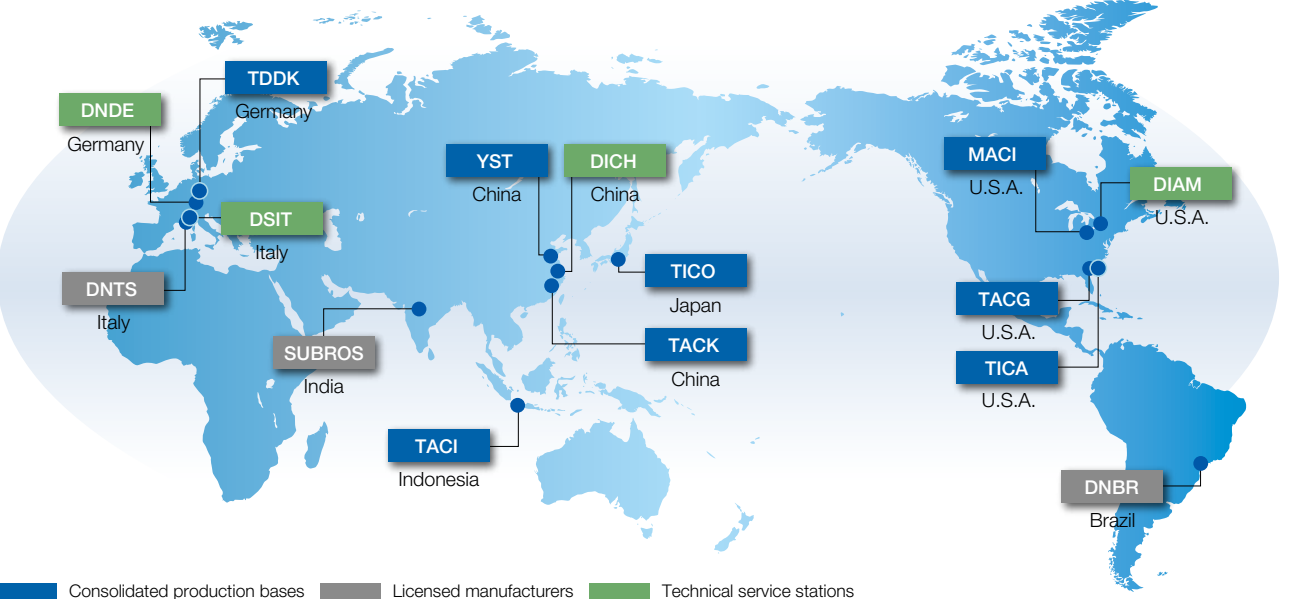 TDDK
Germany
DNDE
Germany
DSIT
Italy
DNTS
Italy
SUBROS
India
YST
China
DICH
China
TICO
Japan
TACK
China
TACI
Indonesia
MACI
U.S.A.
DIAM
U.S.A.
TACG
U.S.A.
TICA
U.S.A.
DNBR
Brazil
Consolidated production bases
Licensed manufacturers
Technical service stations